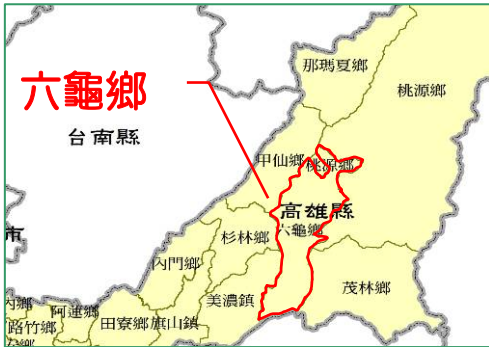 那瑪夏鄉
桃源鄉
六龜鄉
台南縣
甲仙鄉
桃源鄉
高雄縣
六龜鄉
市
杉林鄉
內門鄉
茂林鄉
美濃鎮
內鄉
阿蓮鄉
路竹鄉
田寮鄉
旗山鎮